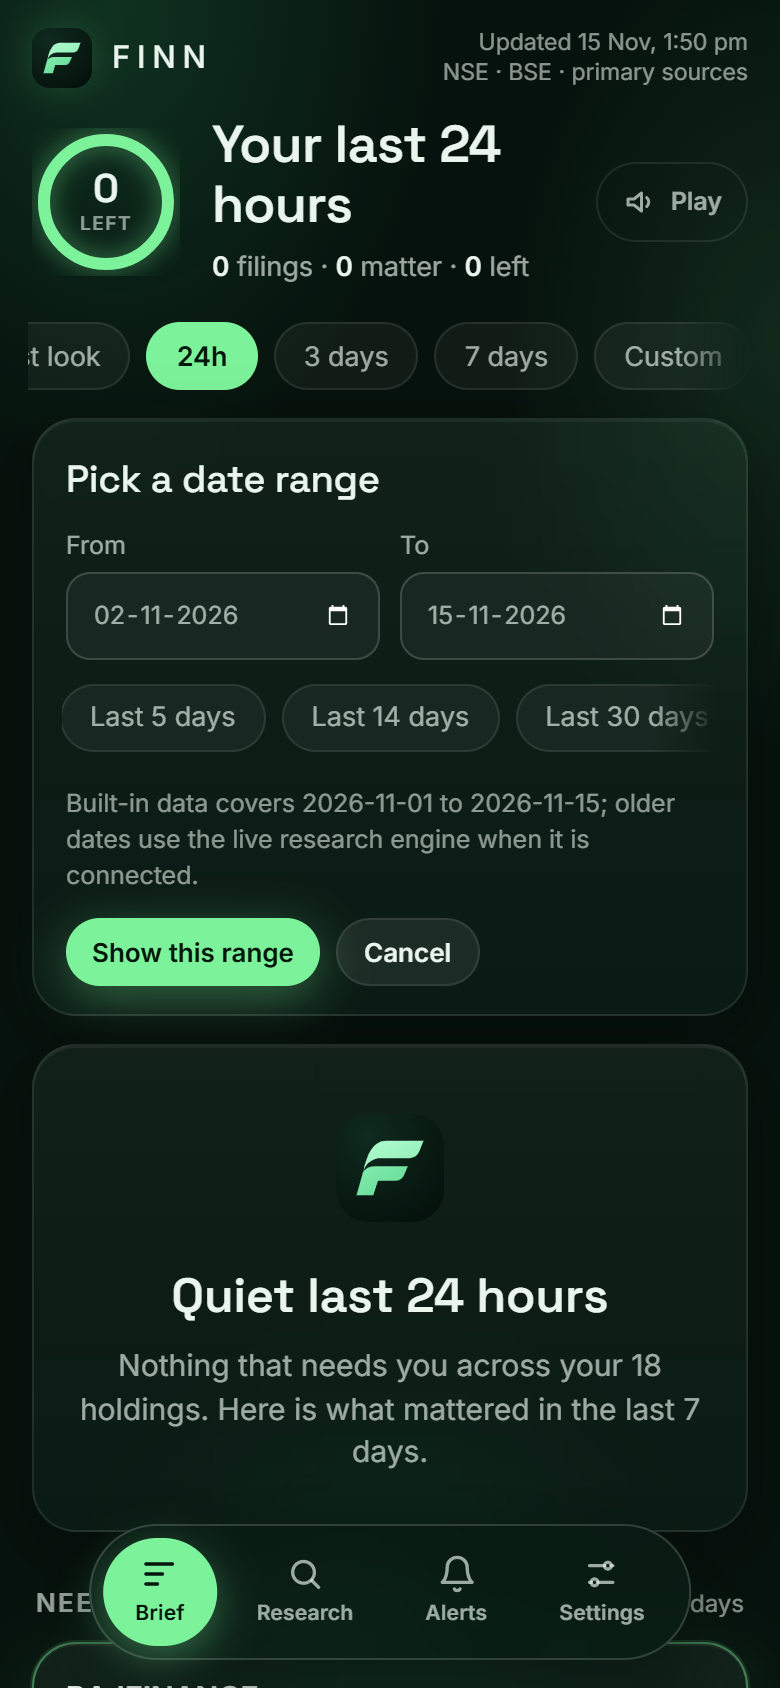 FINN
Updated 15 Nov, 1:50 pm
NSE · BSE · primary sources
0
LEFT
Your last 24
hours
0 filings · 0 matter · 0 left
Play
t look
24h
3 days
7 days
Custom
Pick a date range
From
To
02-11-2026
15-11-2026
Last 5 days
Last 14 days
Last 30 days
Built-in data covers 2026-11-01 to 2026-11-15; older
dates use the live research engine when it is
connected.
Show this range
Cancel
Quiet last 24 hours
Nothing that needs you across your 18
holdings. Here is what mattered in the last 7
days.
NEE
days
Brief
Research
Alerts
Settings